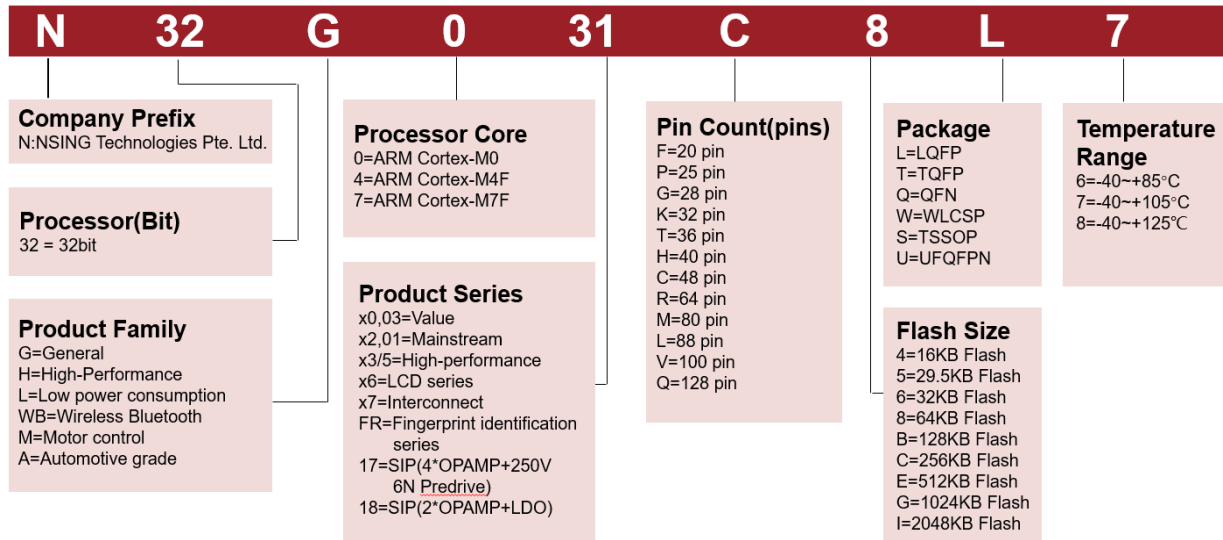 N 32 G 0 31 C 8 L 7
Company Prefix
N:NSING Technologies Pte. Ltd.
Processor(Bit)
32 = 32bit
Product Family
G=General
H=High-Performance
L=Low power consumption
WB=Wireless Bluetooth
M=Motor control
A=Automotive grade
Processor Core
0=ARM Cortex-M0
4=ARM Cortex-M4F
7=ARM Cortex-M7F
Product Series
x0,03=Value
x2,01=Mainstream
x3/5=High-performance
x6=LCD series
x7=Interconnect
FR=Fingerprint identification
series
17=SIP(4*OPAMP+250V
6N Predrive)
18=SIP(2*OPAMP+LDO)
Pin Count(pins)
F=20 pin
P=25 pin
G=28 pin
K=32 pin
T=36 pin
H=40 pin
C=48 pin
R=64 pin
M=80 pin
L=88 pin
V=100 pin
Q=128 pin
Package
L=LQFP
T=TQFP
Q=QFN
W=WLCSP
S=TSSOP
U=UFQFPN
Flash Size
4=16KB Flash
5=29.5KB Flash
6=32KB Flash
8=64KB Flash
B=128KB Flash
C=256KB Flash
E=512KB Flash
G=1024KB Flash
I=2048KB Flash
Temperature
Range
6=-40~+85°C
7=-40~+105°C
8=-40~+125℃